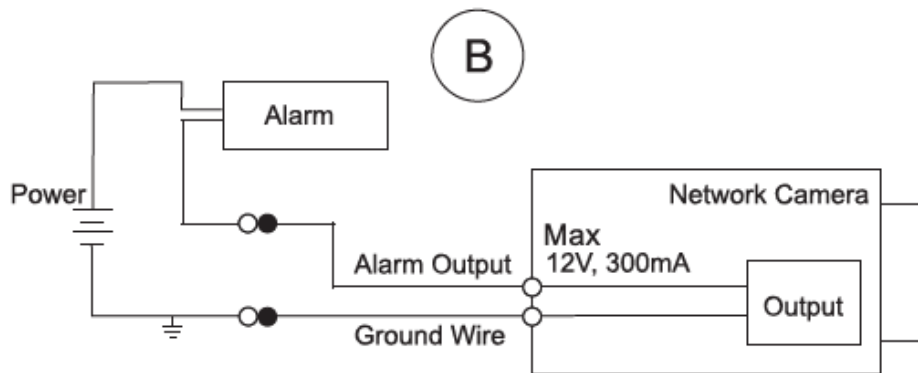 B
Alarm
Power
Network Camera
Max
12V, 300mA
Alarm Output
Output
Ground Wire